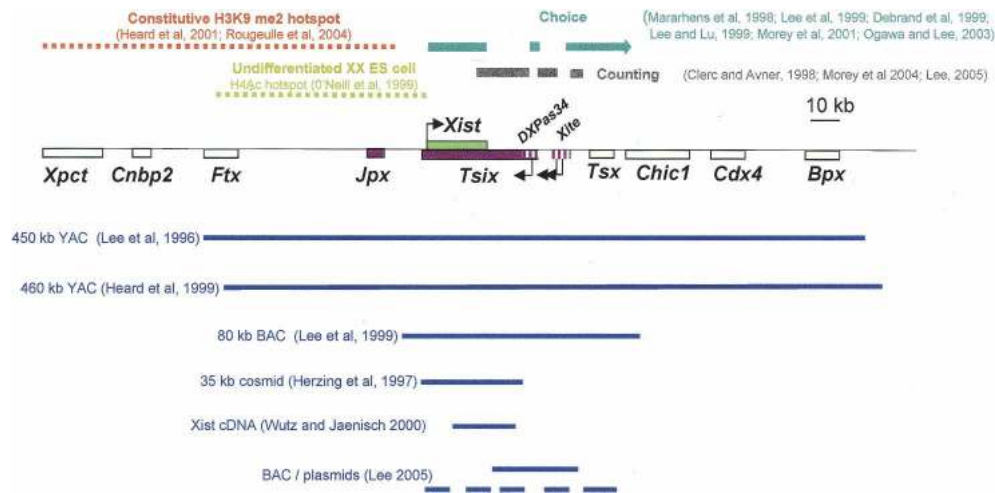 Constitutive H3K9 me2 hotspot
(Heard et al, 2001; Rougeulle et al, 2004)
Choice
(Mararhens et al, 1998, Lee et al, 1999; Debrand et al, 1999,
Lee and Lu, 1999; Morey et al, 2001; Ogawa and Lee, 2003)
Undifferentiated XX ES cell
H4Ac hotspot (0'Neill et al, 1999)
Counting
(Clerc and Avner, 1998; Morey et al 2004; Lee, 2005)
10 kb
Xist
DXPas34
Xite
Xpct
Cnbp2
Ftx
Jpx
Tsix
Tsx
Chic1
Cdx4
Bpx
450 kb YAC (Lee et al, 1996)
460 kb YAC (Heard et al, 1999)
80 kb BAC (Lee et al, 1999)
35 kb cosmid (Herzing et al, 1997)
Xist cDNA (Wutz and Jaenisch 2000)
BAC / plasmids (Lee 2005)